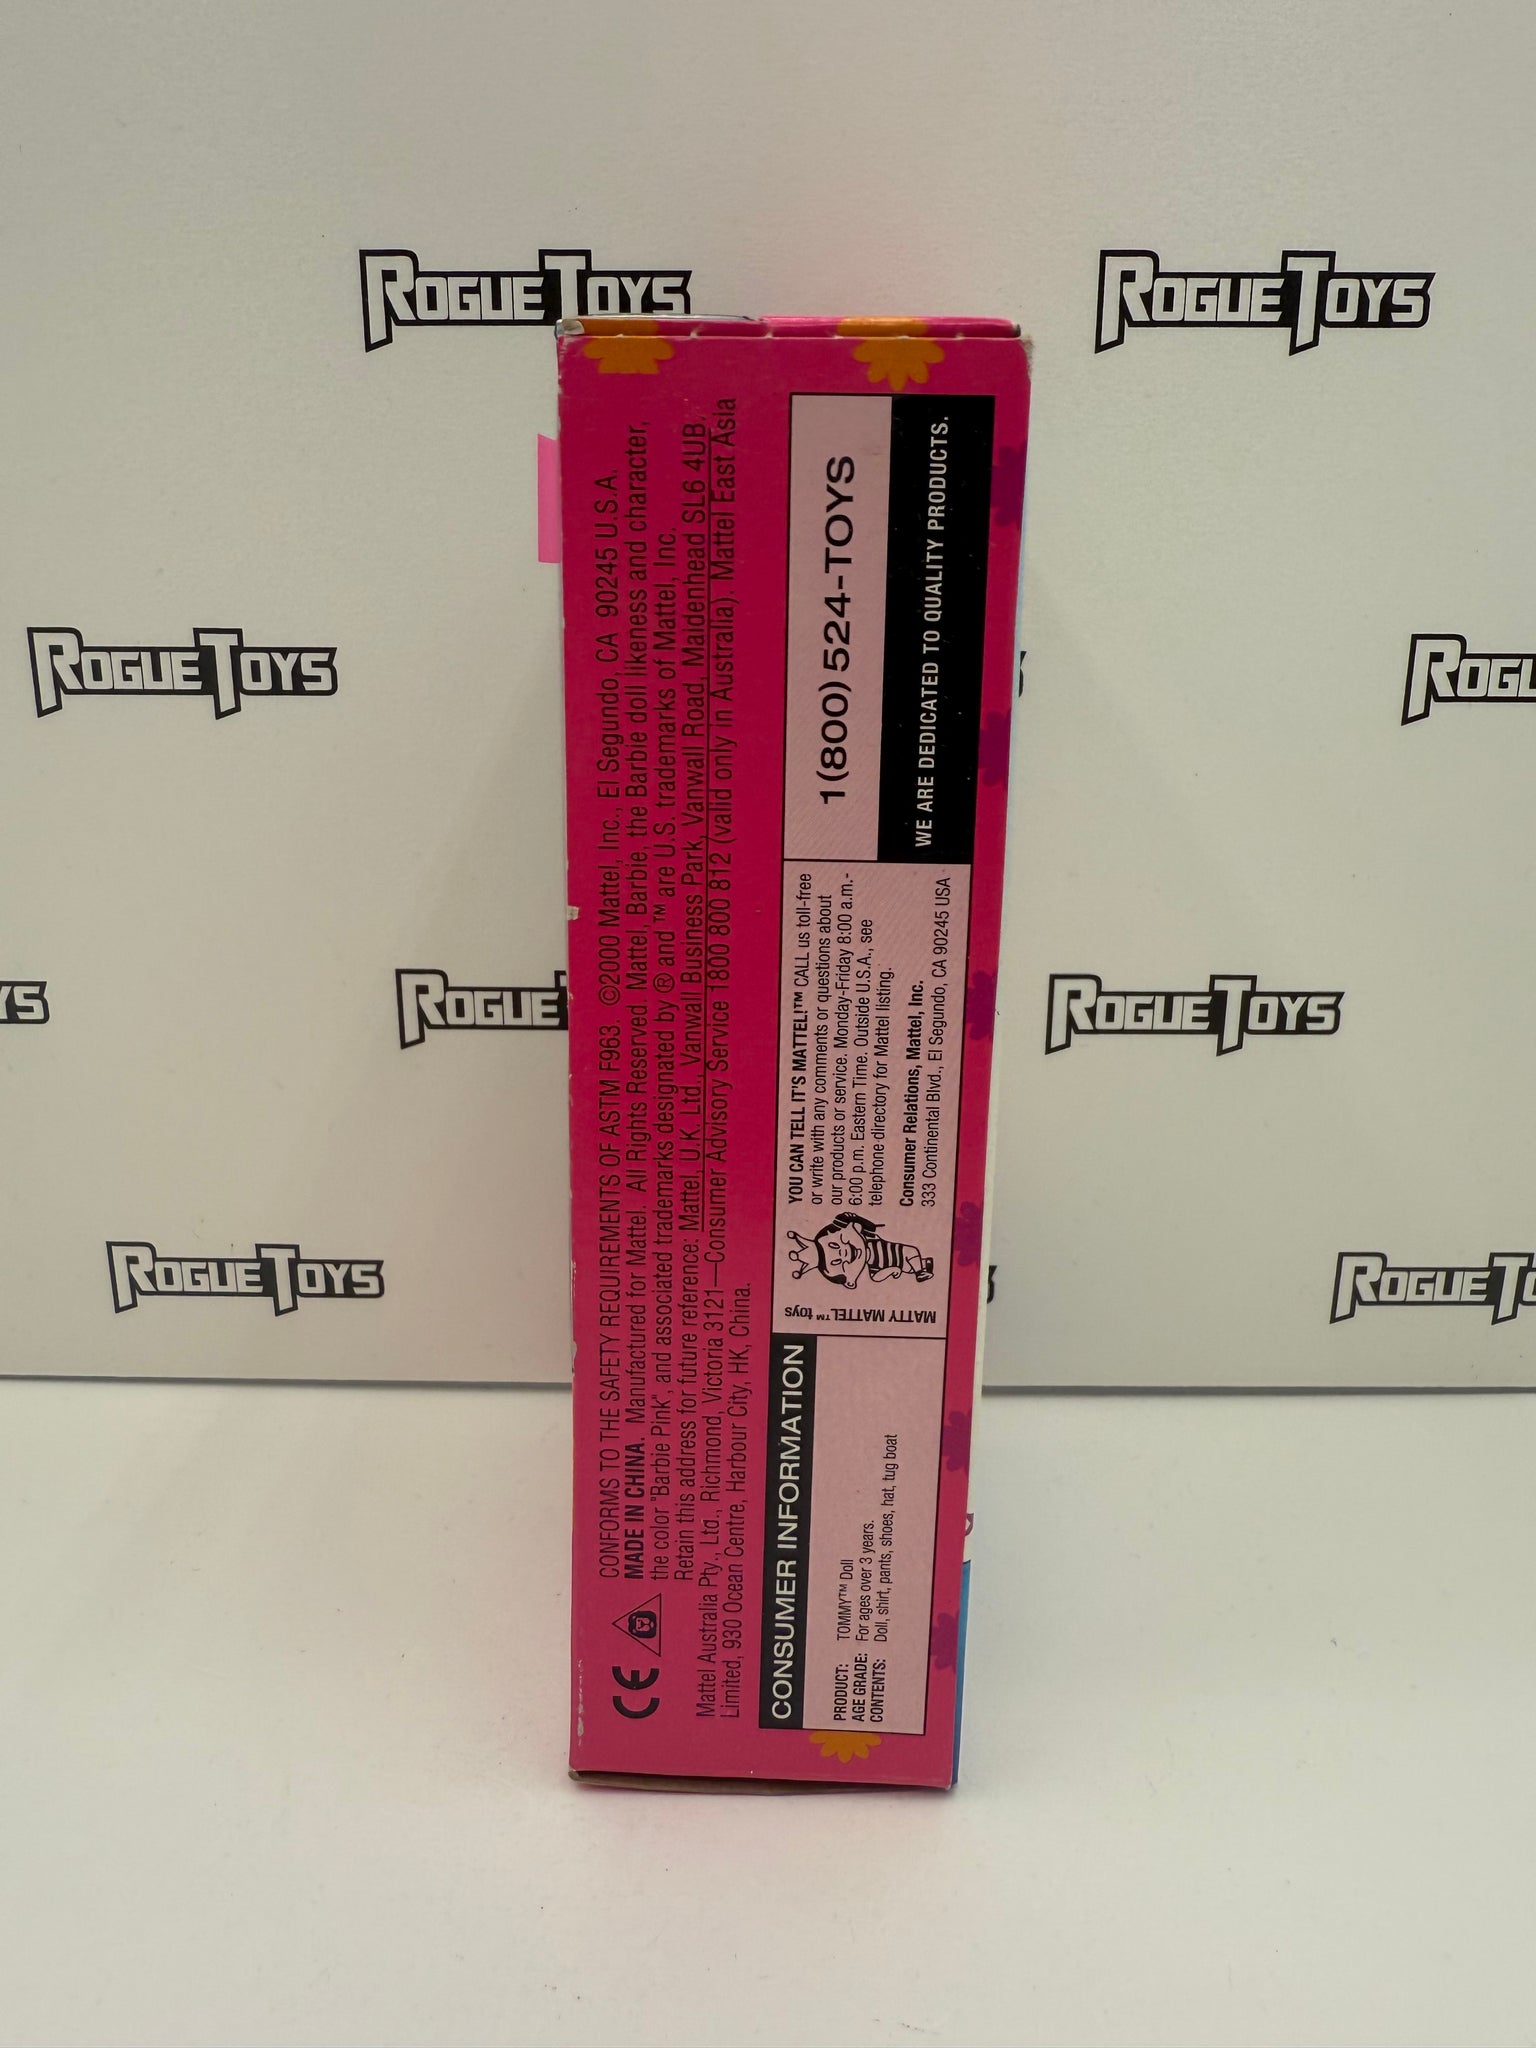 ROGUE TOYS
ROGUE TOYS
ROGUE TOYS
ROGL
YS
ROGUE
ROGUE TOYS
ROGUE TOYS
ROGUE TO
CONFORMS TO THE SAFETY REQUIREMENTS OF ASTM F963. ©2000 Mattel, Inc., El Segundo, CA 90245 U.S.A.
MADE IN CHINA. Manufactured for Mattel. All Rights Reserved. Mattel, Barbie, the Barbie doll likeness and character,
the color "Barbie Pink", and associated trademarks designated by ® and ™ are U.S. trademarks of Mattel, Inc.
Retain this address for future reference: Mattel, U.K. Ltd., Vanwall Business Park, Vanwall Road, Maidenhead SL6 4UB.
Mattel Australia Pty., Ltd., Richmond, Victoria 3121—Consumer Advisory Service 1800 800 812 (valid only in Australia). Mattel East Asia
Limited, 930 Ocean Centre, Harbour City, HK, China.
CE
CONSUMER INFORMATION
PRODUCT: TOMMY™ Doll
AGE GRADE: For ages over 3 years.
CONTENTS: Doll, shirt, pants, shoes, hat, tug boat
MATTY MATTEL™ toys
YOU CAN TELL IT'S MATTEL!™ CALL us toll-free
or write with any comments or questions about
our products or service. Monday-Friday 8:00 a.m.-
6:00 p.m. Eastern Time. Outside U.S.A., see
telephone directory for Mattel listing.
Consumer Relations, Mattel, Inc.
333 Continental Blvd., El Segundo, CA 90245 USA
1(800) 524-TOYS
WE ARE DEDICATED TO QUALITY PRODUCTS.